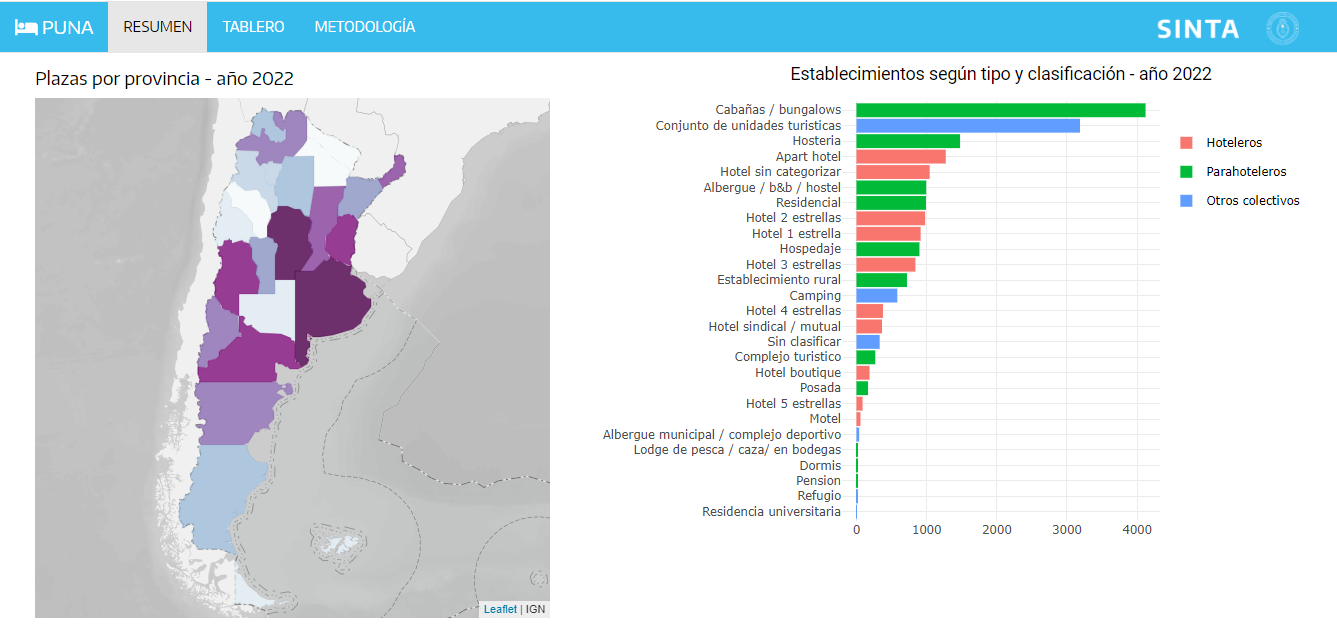 PUNA
RESUMEN
TABLERO
METODOLOGÍA
SINTA
Plazas por provincia - año 2022
Leaflet | IGN
Establecimientos según tipo y clasificación - año 2022
Cabañas / bungalows
Conjunto de unidades turisticas
Hosteria
Apart hotel
Hotel sin categorizar
Albergue / b&b / hostel
Residencial
Hotel 2 estrellas
Hotel 1 estrella
Hospedaje
Hotel 3 estrellas
Establecimiento rural
Camping
Hotel 4 estrellas
Hotel sindical / mutual
Sin clasificar
Complejo turistico
Hotel boutique
Posada
Hotel 5 estrellas
Motel
Albergue municipal / complejo deportivo
Lodge de pesca / caza/ en bodegas
Dormis
Pension
Refugio
Residencia universitaria
0 1000 2000 3000 4000
Hoteleros
Parahoteleros
Otros colectivos